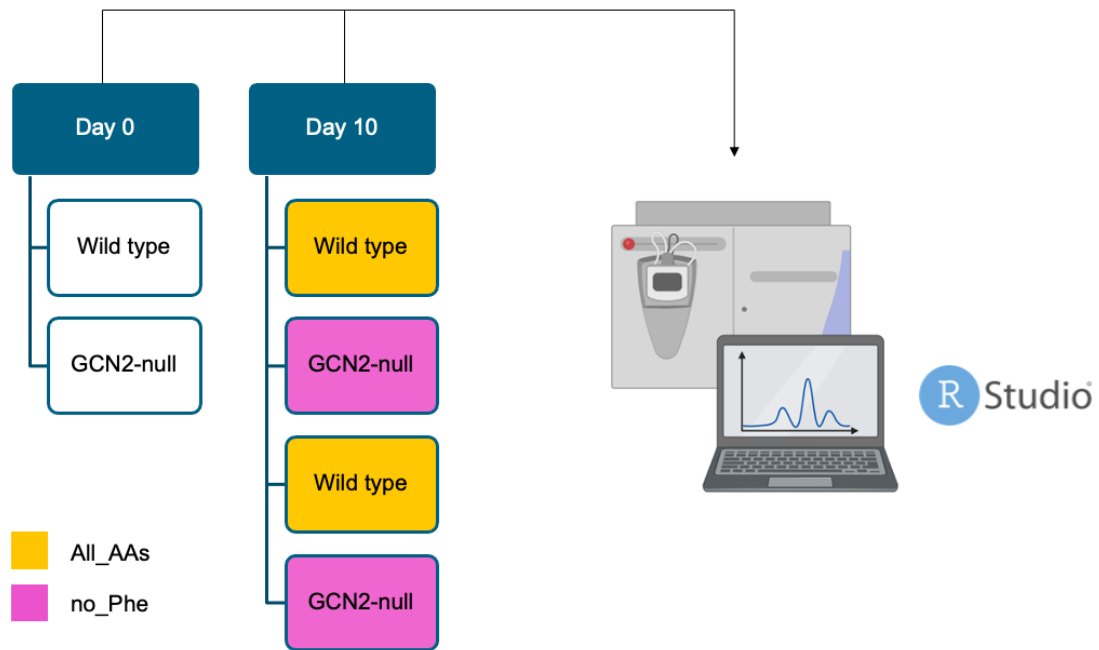 Day 0
Wild type
GCN2-null
Day 10
Wild type
GCN2-null
Wild type
GCN2-null
All_AAs
no_Phe
R Studio®